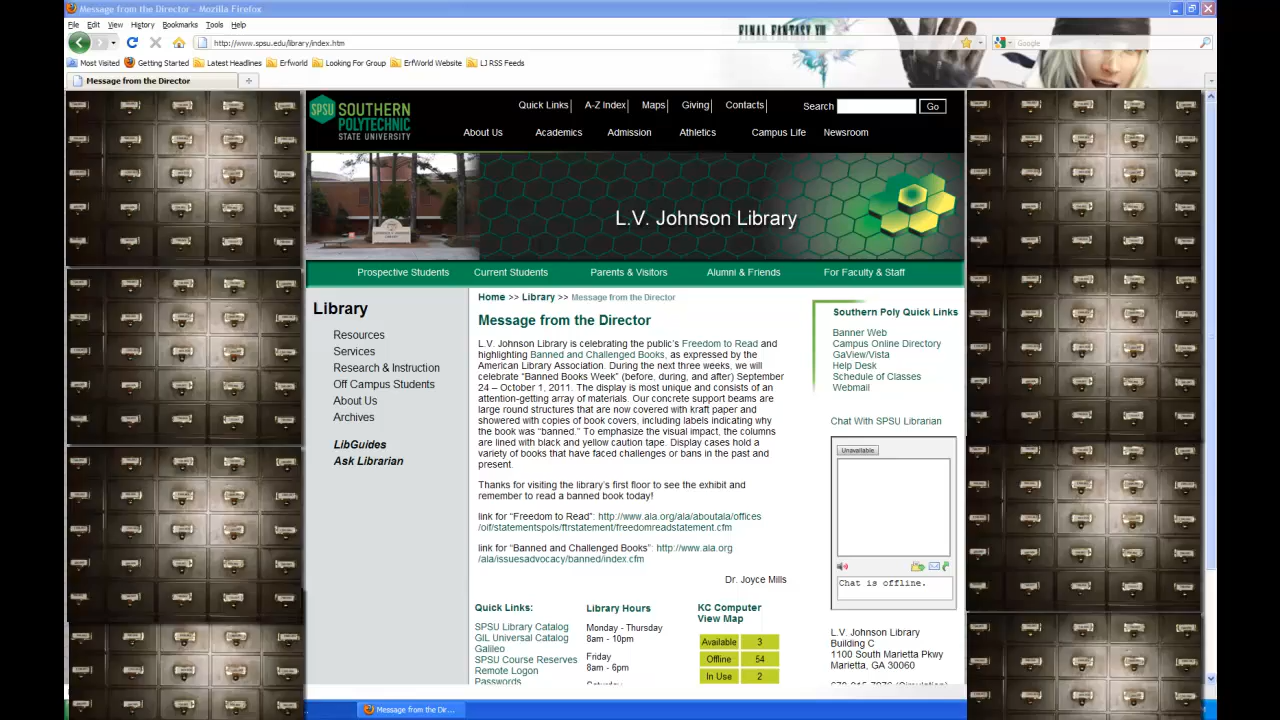 Message from the Director - Mozilla Firefox
File Edit View History Bookmarks Tools Help
FINAL FANTASY XIII
http://www.spsu.edu/library/index.htm
Google
Most Visited Getting Started Latest Headlines Erfworld Looking For Group ErfWorld Website LJ RSS Feeds
Message from the Director
SPSU SOUTHERN
POLYTECHNIC
STATE UNIVERSITY
Quick Links A-Z Index Maps Giving Contacts Search Go
About Us Academics Admission Athletics Campus Life Newsroom
L.V. Johnson Library
Prospective Students Current Students Parents & Visitors Alumni & Friends For Faculty & Staff
Library
Resources
Services
Research & Instruction
Off Campus Students
About Us
Archives
LibGuides
Ask Librarian
Home >> Library >> Message from the Director
Message from the Director
L.V. Johnson Library is celebrating the public's Freedom to Read and
highlighting Banned and Challenged Books, as expressed by the
American Library Association. During the next three weeks, we will
celebrate “Banned Books Week” (before, during, and after) September
24 – October 1, 2011. The display is most unique and consists of an
attention-getting array of materials. Our concrete support beams are
large round structures that are now covered with kraft paper and
showered with copies of book covers, including labels indicating why
the book was “banned.” To emphasize the visual impact, the columns
are lined with black and yellow caution tape. Display cases hold a
variety of books that have faced challenges or bans in the past and
present.
Thanks for visiting the library's first floor to see the exhibit and
remember to read a banned book today!
link for “Freedom to Read”: http://www.ala.org/ala/aboutala/offices
/oif/statementspols/ftrstatement/freedomreadstatement.cfm
link for “Banned and Challenged Books”: http://www.ala.org
/ala/issuesadvocacy/banned/index.cfm
Dr. Joyce Mills
Quick Links:
SPSU Library Catalog
GIL Universal Catalog
Galileo
SPSU Course Reserves
Remote Logon
Passwords
Library Hours
Monday - Thursday
8am - 10pm
Friday
8am - 6pm
Saturday
KC Computer
View Map
Available 3
Offline 54
In Use 2
Southern Poly Quick Links
Banner Web
Campus Online Directory
GaView/Vista
Help Desk
Schedule of Classes
Webmail
Chat With SPSU Librarian
Unavailable
Chat is offline.
L.V. Johnson Library
Building C
1100 South Marietta Pkwy
Marietta, GA 30060
Message from the Dir...